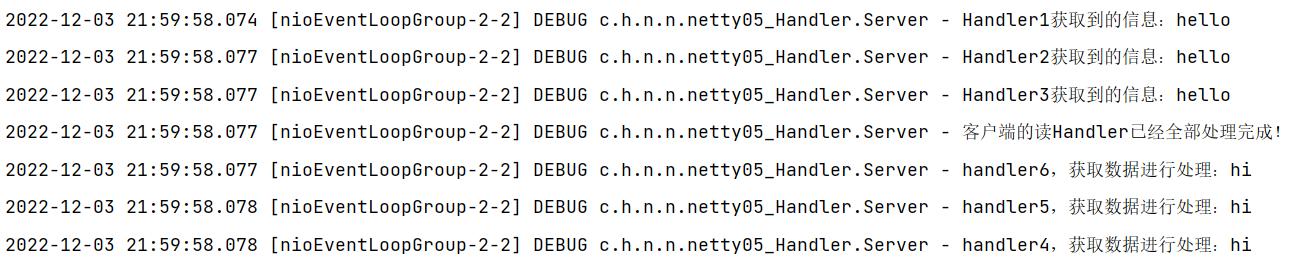 2022-12-03 21:59:58.074 [nioEventLoopGroup-2-2] DEBUG c.h.n.n.netty05_Handler.Server - Handler1获取到的信息：hello
2022-12-03 21:59:58.077 [nioEventLoopGroup-2-2] DEBUG c.h.n.n.netty05_Handler.Server - Handler2获取到的信息：hello
2022-12-03 21:59:58.077 [nioEventLoopGroup-2-2] DEBUG c.h.n.n.netty05_Handler.Server - Handler3获取到的信息：hello
2022-12-03 21:59:58.077 [nioEventLoopGroup-2-2] DEBUG c.h.n.n.netty05_Handler.Server - 客户端的读Handler已经全部处理完成！
2022-12-03 21:59:58.077 [nioEventLoopGroup-2-2] DEBUG c.h.n.n.netty05_Handler.Server - handler6，获取数据进行处理：hi
2022-12-03 21:59:58.078 [nioEventLoopGroup-2-2] DEBUG c.h.n.n.netty05_Handler.Server - handler5，获取数据进行处理：hi
2022-12-03 21:59:58.078 [nioEventLoopGroup-2-2] DEBUG c.h.n.n.netty05_Handler.Server - handler4，获取数据进行处理：hi